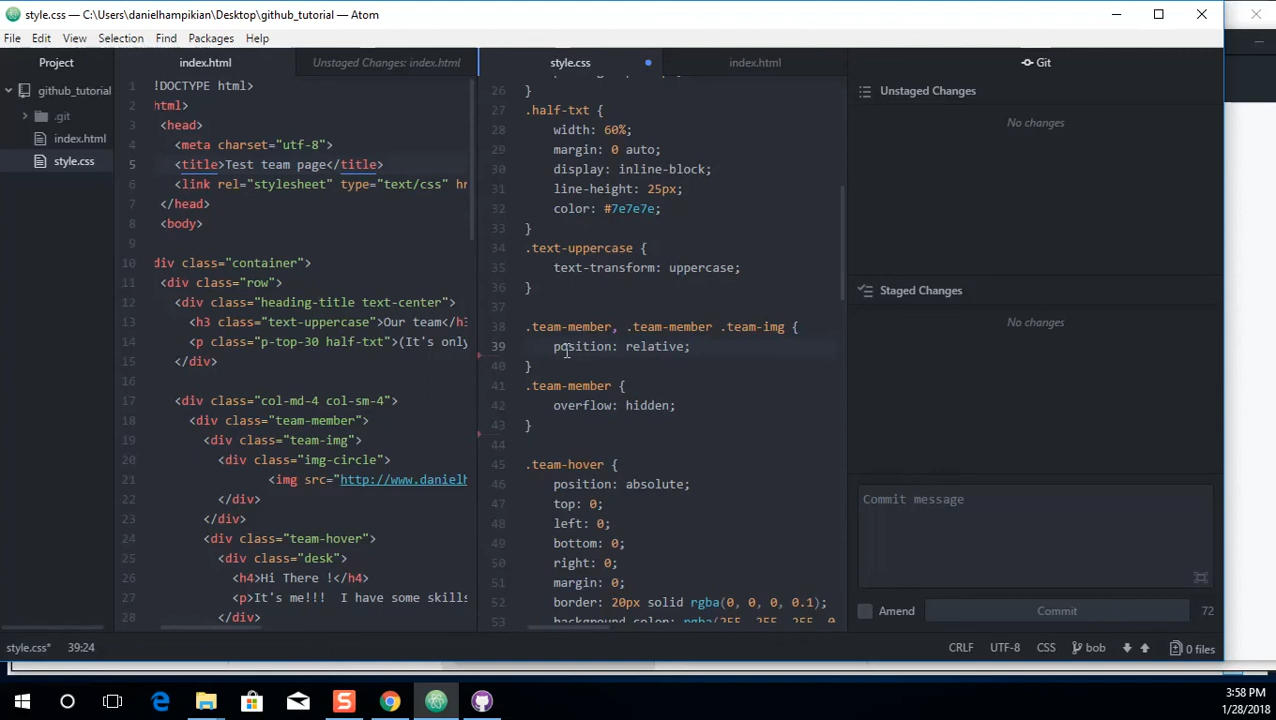 style.css — C:\Users\danielhampikian\Desktop\github_tutorial — Atom
File Edit View Selection Find Packages Help
Project
github_tutorial
.git
index.html
style.css
index.html
Unstaged Changes: index.html
1 !DOCTYPE html>
2 html>
3 <head>
4 <meta charset="utf-8">
5 <title>Test team page</title>
6 <link rel="stylesheet" type="text/css" hr
7 </head>
8 <body>
9
10 div class="container">
11 <div class="row">
12 <div class="heading-title text-center">
13 <h3 class="text-uppercase">Our team</h3
14 <p class="p-top-30 half-txt">(It's only
15 </div>
16
17 <div class="col-md-4 col-sm-4">
18 <div class="team-member">
19 <div class="team-img">
20 <div class="img-circle">
21 <img src="http://www.danielh
22 </div>
23 </div>
24 <div class="team-hover">
25 <div class="desk">
26 <h4>Hi There !</h4>
27 <p>It's me!!! I have some skills
28 </div>
style.css
index.html
26 }
27 .half-txt {
28 width: 60%;
29 margin: 0 auto;
30 display: inline-block;
31 line-height: 25px;
32 color: #7e7e7e;
33 }
34 .text-uppercase {
35 text-transform: uppercase;
36 }
37
38 .team-member, .team-member .team-img {
39 position: relative;
40 }
41 .team-member {
42 overflow: hidden;
43 }
44
45 .team-hover {
46 position: absolute;
47 top: 0;
48 left: 0;
49 bottom: 0;
50 right: 0;
51 margin: 0;
52 border: 20px solid rgba(0, 0, 0, 0.1);
53 background-color: rgba(255, 255, 255, 0
Git
Unstaged Changes
No changes
Staged Changes
No changes
Commit message
Amend Commit 72
style.css* 39:24 CRLF UTF-8 CSS bob 0 files
3:58 PM
1/28/2018